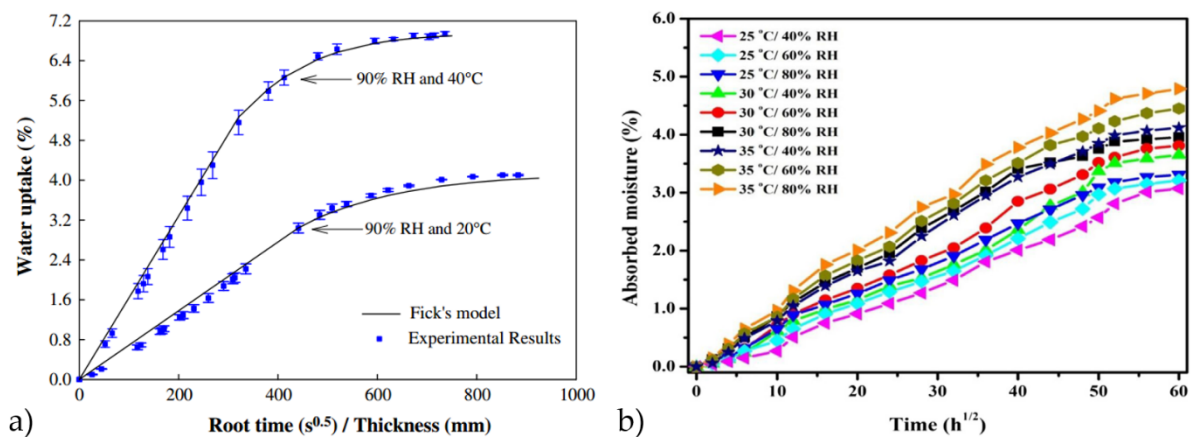 7.2
6.4
5.6
4.8
4.0
3.2
2.4
1.6
0.8
0.0
Water uptake (%)
90% RH and 40°C
90% RH and 20°C
Fick's model
Experimental Results
0
200
400
600
800
1000
Root time (s0.5) / Thickness (mm)
a)
6.0
5.0
4.0
3.0
2.0
1.0
0.0
Absorbed moisture (%)
25 °C/ 40% RH
25 °C/ 60% RH
25 °C/ 80% RH
30 °C/ 40% RH
30 °C/ 60% RH
30 °C/ 80% RH
35 °C/ 40% RH
35 °C/ 60% RH
35 °C/ 80% RH
0
10
20
30
40
50
60
Time (h1/2)
b)